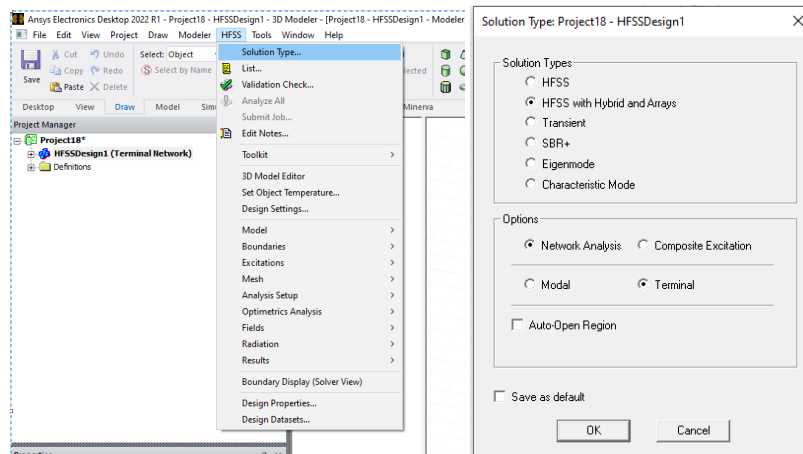 Ansys Electronics Desktop 2022 R1 - Project18 - HFSSDesign1 - 3D Modeler - [Project18 - HFSSDesign1 - Modeler
File Edit View Project Draw Modeler HFSS Tools Window Help
Save
Cut Undo
Copy Redo
Paste Delete
Select: Object
Select by Name
Desktop View Draw Model
Minerva
Project Manager
Project18*
HFSSDesign1 (Terminal Network)
Definitions
Solution Type...
List...
Validation Check...
Analyze All
Submit Job...
Edit Notes...
Toolkit
3D Model Editor
Set Object Temperature...
Design Settings...
Model
Boundaries
Excitations
Mesh
Analysis Setup
Optimetrics Analysis
Fields
Radiation
Results
Boundary Display (Solver View)
Design Properties...
Design Datasets...
Solution Type: Project18 - HFSSDesign1
Solution Types
HFSS
HFSS with Hybrid and Arrays
Transient
SBR+
Eigenmode
Characteristic Mode
Options
Network Analysis Composite Excitation
Modal Terminal
Auto-Open Region
Save as default
OK Cancel